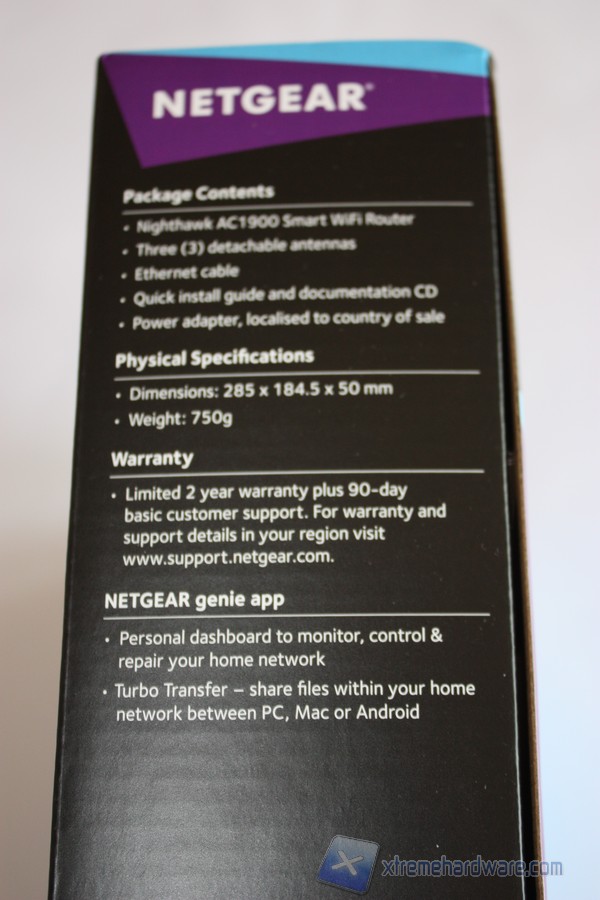 NETGEAR®
Package Contents
• Nighthawk AC1900 Smart WiFi Router
• Three (3) detachable antennas
• Ethernet cable
• Quick install guide and documentation CD
• Power adapter, localised to country of sale
Physical Specifications
• Dimensions: 285 x 184.5 x 50 mm
• Weight: 750g
Warranty
• Limited 2 year warranty plus 90-day
basic customer support. For warranty and
support details in your region visit
www.support.netgear.com.
NETGEAR genie app
• Personal dashboard to monitor, control &
repair your home network
• Turbo Transfer – share files within your home
network between PC, Mac or Android
xtremehardware.com